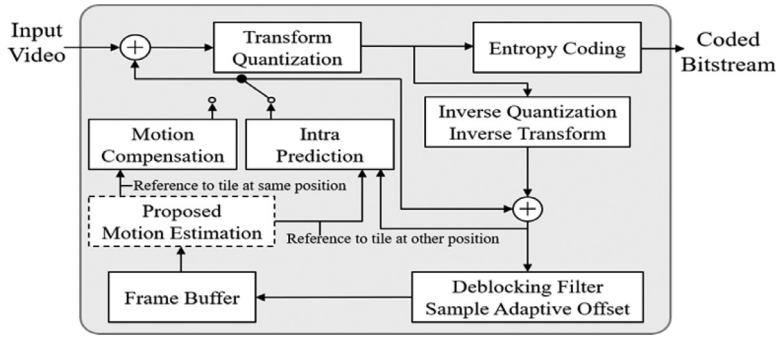 Input
Video
Transform
Quantization
Entropy Coding
Coded
Bitstream
Inverse Quantization
Inverse Transform
Motion
Compensation
Intra
Prediction
Reference to tile at same position
Proposed
Motion Estimation
Reference to tile at other position
Frame Buffer
Deblocking Filter
Sample Adaptive Offset